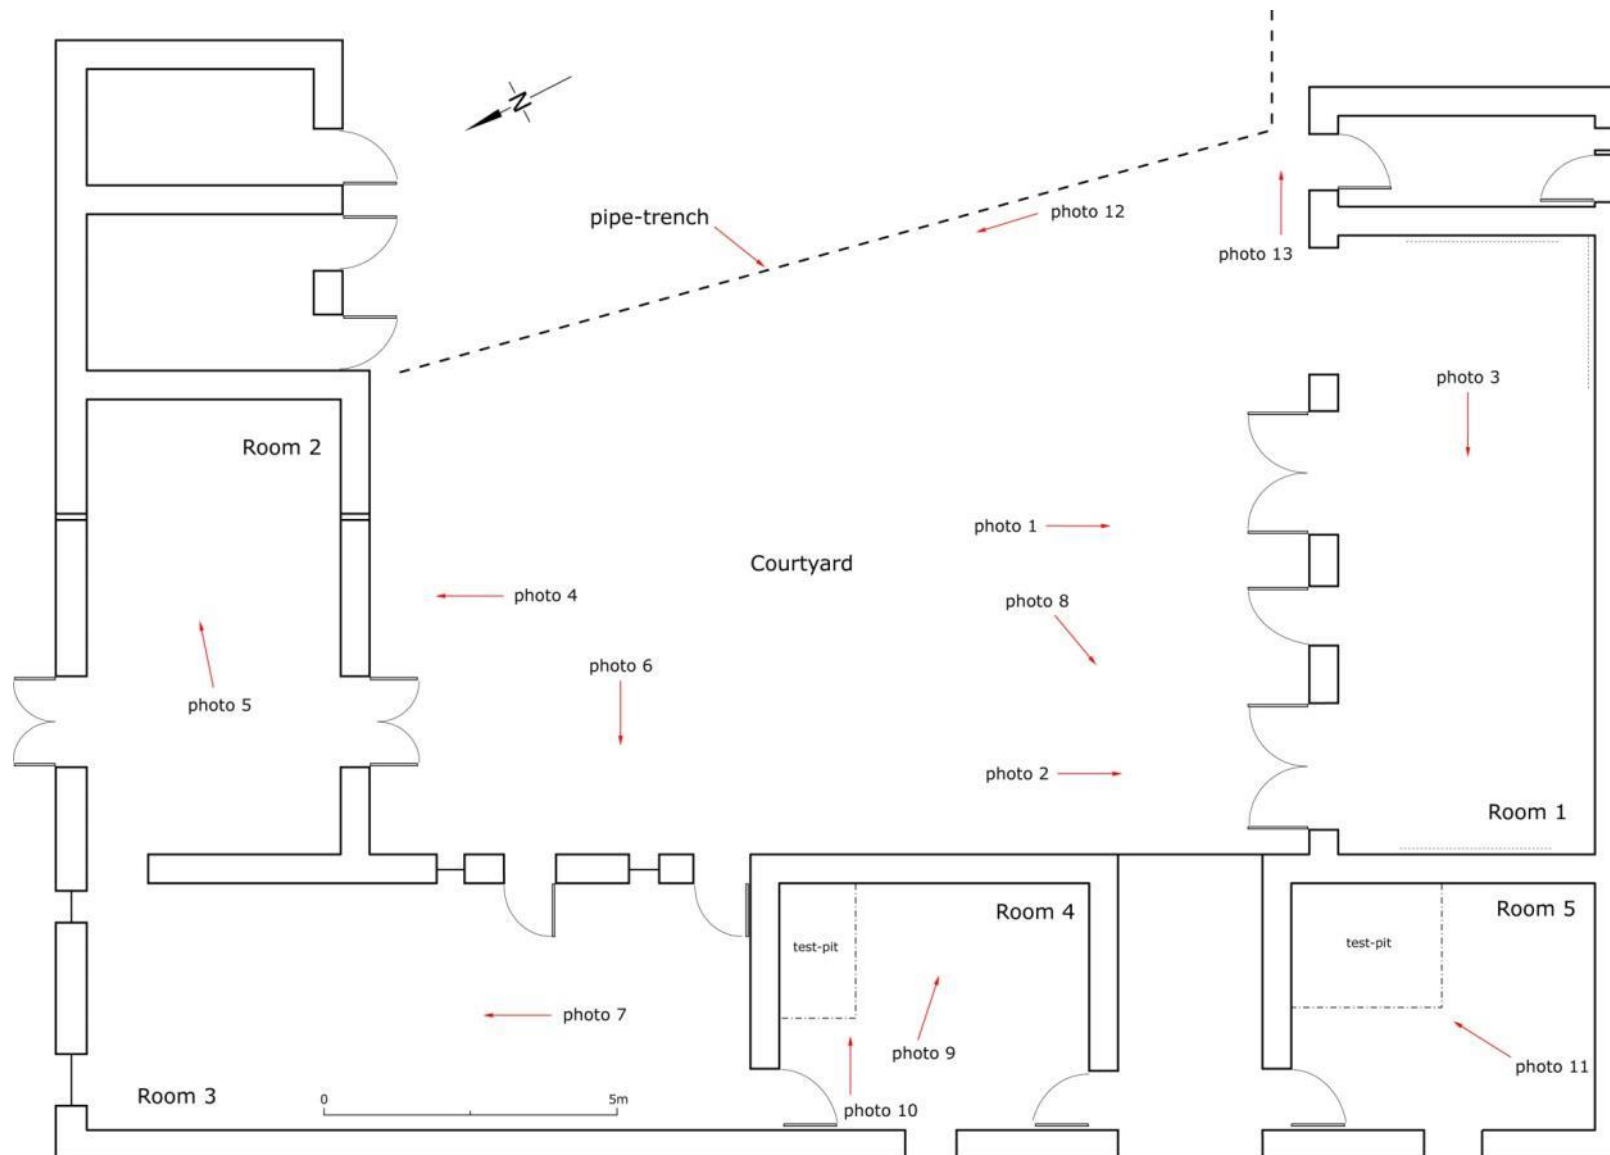 N
photo 12
pipe-trench
photo 13
photo 3
Room 2
photo 1
Courtyard
photo 4
photo 8
photo 6
photo 5
photo 2
Room 1
Room 4
Room 5
test-pit
test-pit
photo 7
photo 9
photo 11
Room 3
0
5m
photo 10